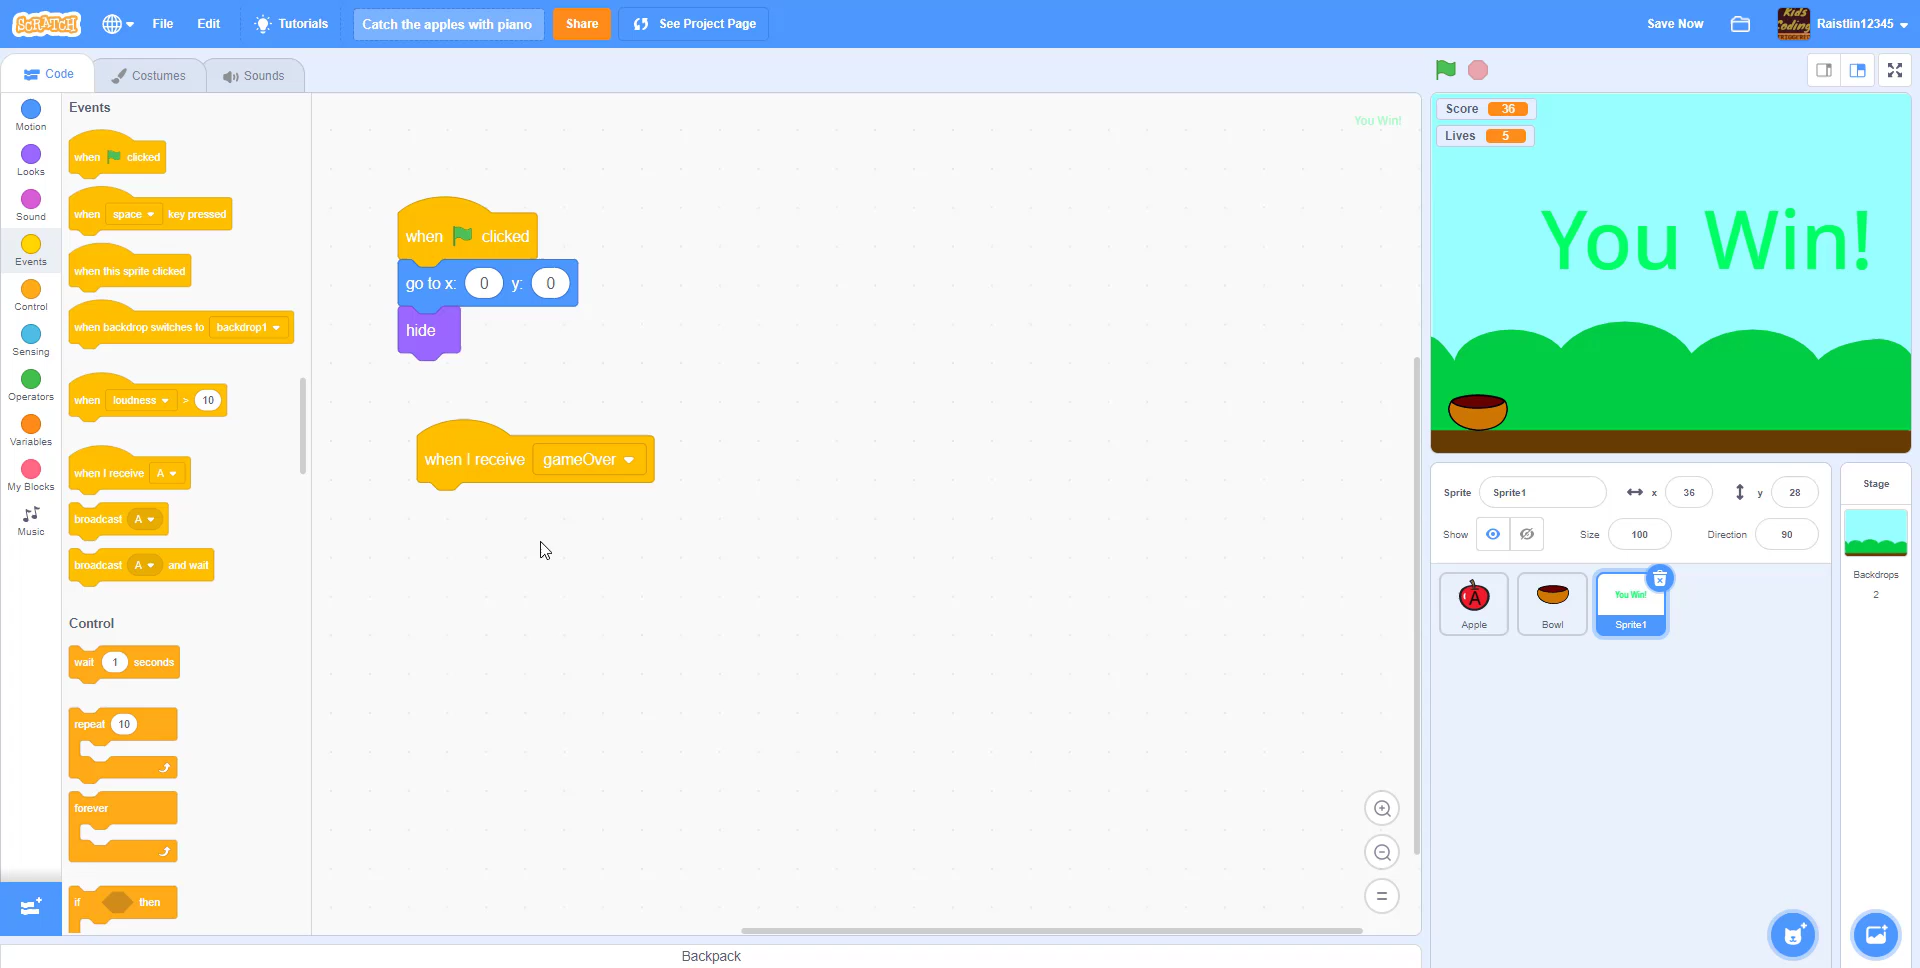 SCRATCH
File
Edit
Tutorials
Catch the apples with piano
Share
See Project Page
Save Now
Kids
Coding
Raistlin12345
Code
Costumes
Sounds
Motion
Looks
Sound
Events
Control
Sensing
Operators
Variables
My Blocks
Music
Events
when clicked
when space key pressed
when this sprite clicked
when backdrop switches to backdrop1
when loudness > 10
when I receive A
broadcast A
broadcast A and wait
Control
wait 1 seconds
repeat 10
forever
if then
when clicked
go to x: 0 y: 0
hide
when I receive gameOver
You Win!
Backpack
Score 36
Lives 5
You Win!
Sprite Sprite1 x 36 y 28
Show Size 100 Direction 90
A
Apple
Bowl
You Win!
Sprite1
Stage
Backdrops
2